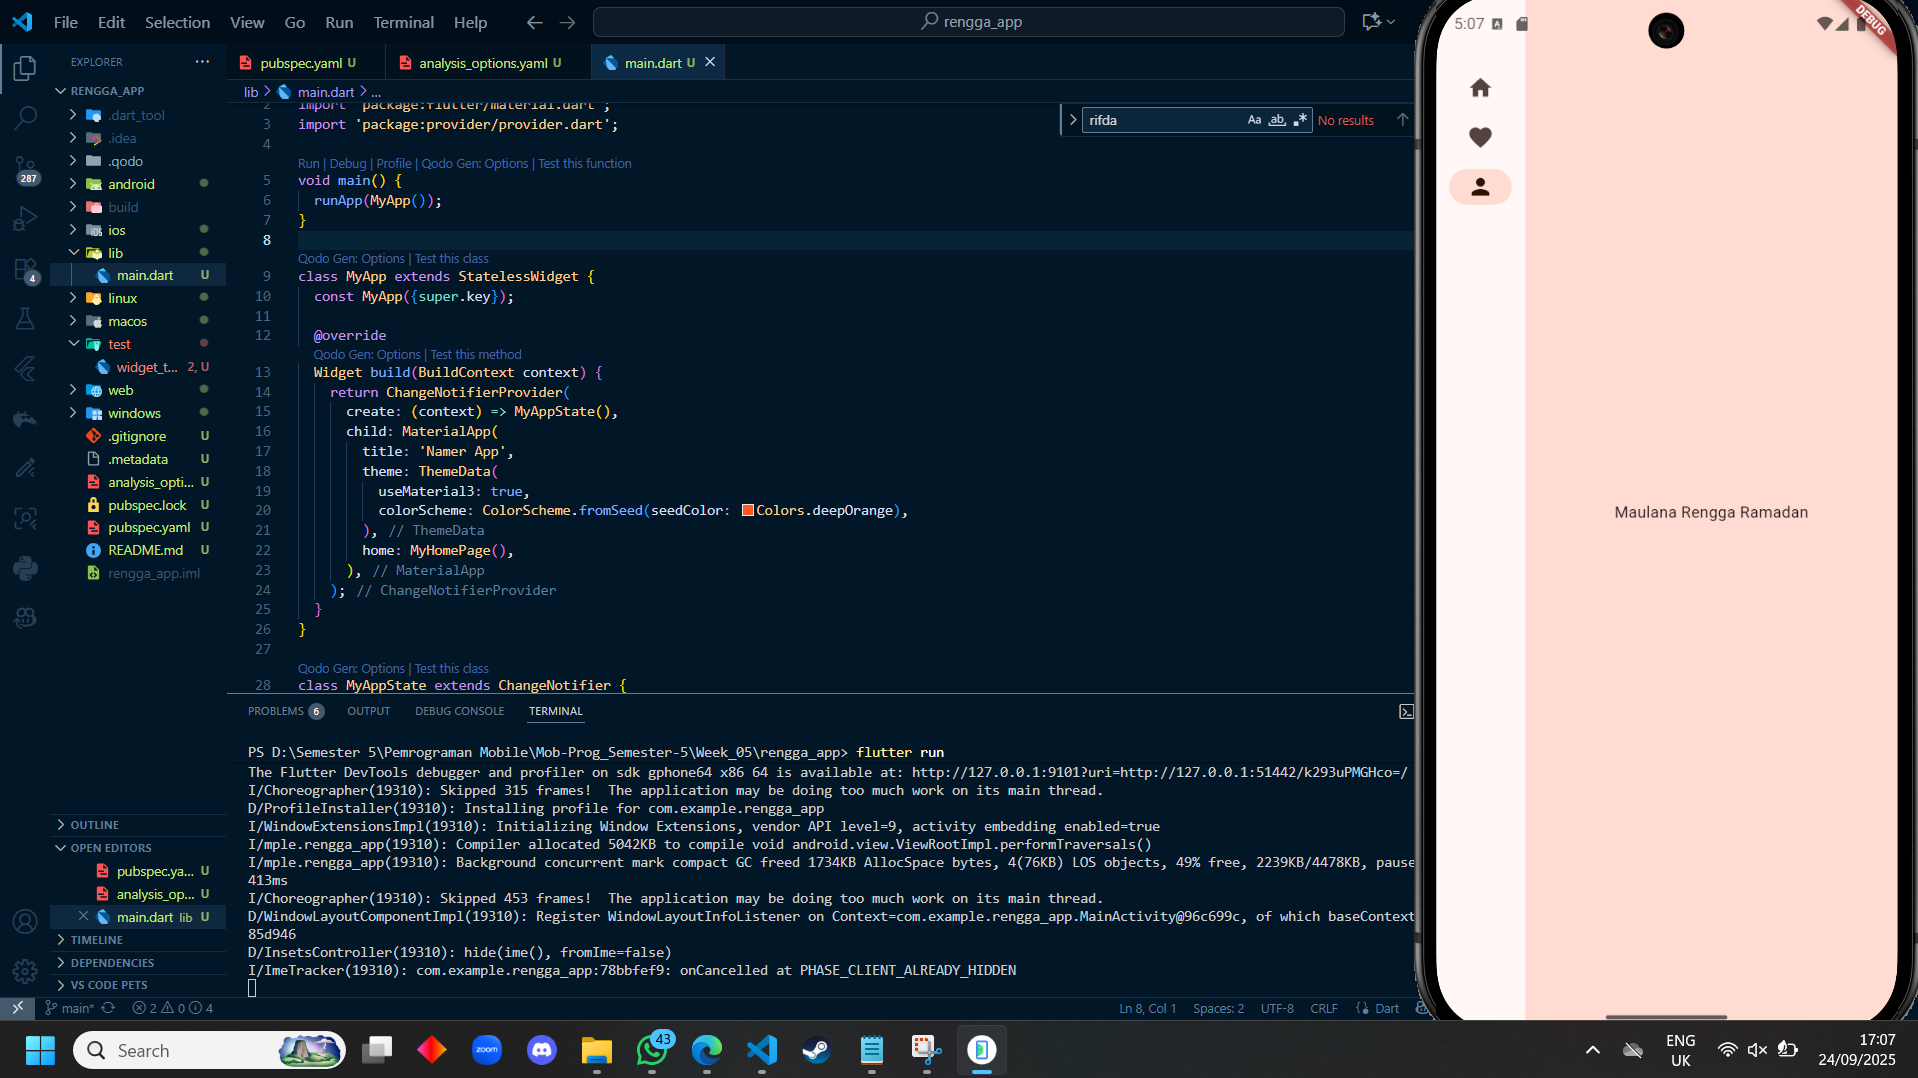 File Edit Selection View Go Run Terminal Help
rengga_app
EXPLORER
RENGGA_APP
.dart_tool
.idea
.qodo
android
build
ios
lib
main.dart U
linux
macos
test
widget_t... 2, U
web
windows
.gitignore U
.metadata U
analysis_opti... U
pubspec.lock U
pubspec.yaml U
README.md U
rengga_app.iml
OUTLINE
OPEN EDITORS
pubspec.ya... U
analysis_op... U
main.dart lib U
TIMELINE
DEPENDENCIES
VS CODE PETS
287
4
pubspec.yaml U
analysis_options.yaml U
main.dart U
lib > main.dart > ...
rifda
Aa ab
No results
2 import 'package:flutter/material.dart';
3 import 'package:provider/provider.dart';
4
Run | Debug | Profile | Qodo Gen: Options | Test this function
5 void main() {
6 runApp(MyApp());
7 }
8
Qodo Gen: Options | Test this class
9 class MyApp extends StatelessWidget {
10 const MyApp({super.key});
11
12 @override
Qodo Gen: Options | Test this method
13 Widget build(BuildContext context) {
14 return ChangeNotifierProvider(
15 create: (context) => MyAppState(),
16 child: MaterialApp(
17 title: 'Namer App',
18 theme: ThemeData(
19 useMaterial3: true,
20 colorScheme: ColorScheme.fromSeed(seedColor: Colors.deepOrange),
21 ), // ThemeData
22 home: MyHomePage(),
23 ), // MaterialApp
24 ); // ChangeNotifierProvider
25 }
26 }
27
Qodo Gen: Options | Test this class
28 class MyAppState extends ChangeNotifier {
PROBLEMS 6 OUTPUT DEBUG CONSOLE TERMINAL
PS D:\Semester 5\Pemrograman Mobile\Mob-Prog_Semester-5\Week_05\rengga_app> flutter run
The Flutter DevTools debugger and profiler on sdk gphone64 x86 64 is available at: http://127.0.0.1:9101?uri=http://127.0.0.1:51442/k293uPMGHco=/
I/Choreographer(19310): Skipped 315 frames!  The application may be doing too much work on its main thread.
D/ProfileInstaller(19310): Installing profile for com.example.rengga_app
I/WindowExtensionsImpl(19310): Initializing Window Extensions, vendor API level=9, activity embedding enabled=true
I/mple.rengga_app(19310): Compiler allocated 5042KB to compile void android.view.ViewRootImpl.performTraversals()
I/mple.rengga_app(19310): Background concurrent mark compact GC freed 1734KB AllocSpace bytes, 4(76KB) LOS objects, 49% free, 2239KB/4478KB, pause
413ms
I/Choreographer(19310): Skipped 453 frames!  The application may be doing too much work on its main thread.
D/WindowLayoutComponentImpl(19310): Register WindowLayoutInfoListener on Context=com.example.rengga_app.MainActivity@96c699c, of which baseContext
85d946
D/InsetsController(19310): hide(ime(), fromIme=false)
I/ImeTracker(19310): com.example.rengga_app:78bbfef9: onCancelled at PHASE_CLIENT_ALREADY_HIDDEN
main* 2 0 4
Ln 8, Col 1 Spaces: 2 UTF-8 CRLF {} Dart
5:07
DEBUG
Maulana Rengga Ramadan
Search
zoom
43
ENG
UK
17:07
24/09/2025